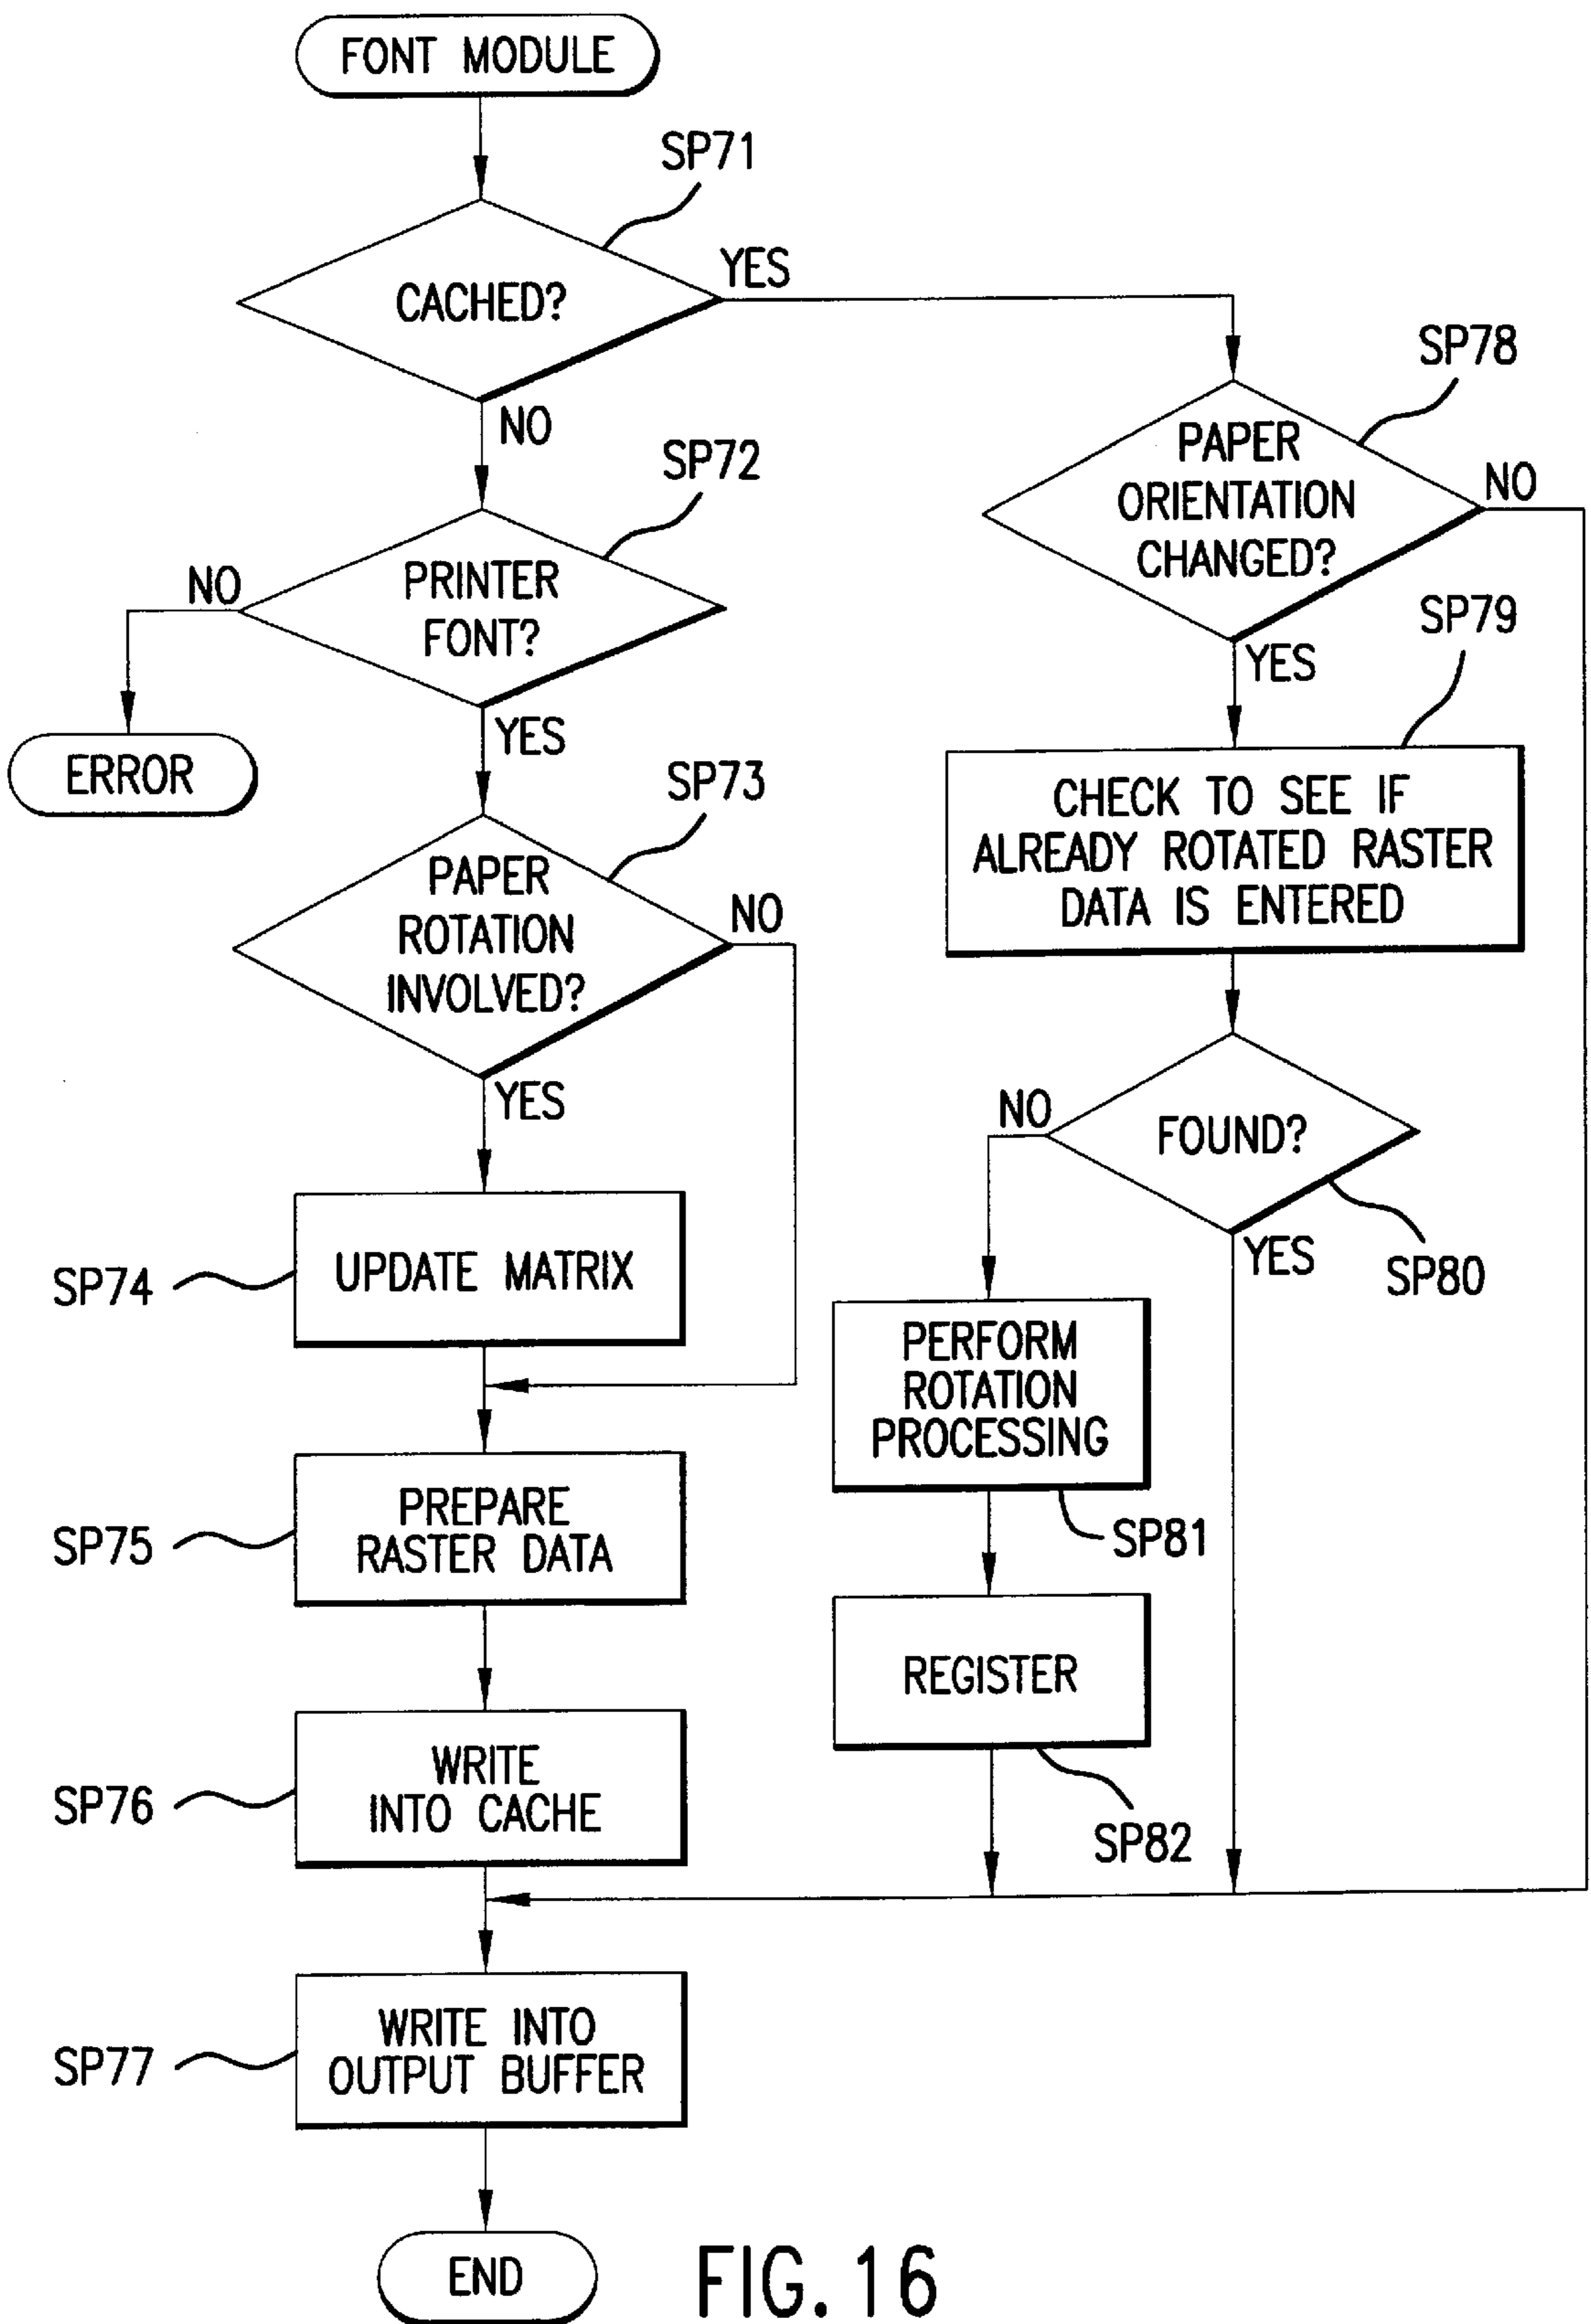 FONT MODULE
SP71
CACHED?
YES
NO
SP72
PRINTER
FONT?
NO
ERROR
YES
SP73
PAPER
ROTATION
INVOLVED?
NO
YES
SP74
UPDATE MATRIX
SP75
PREPARE
RASTER DATA
SP76
WRITE
INTO CACHE
SP77
WRITE INTO
OUTPUT BUFFER
END
SP78
PAPER
ORIENTATION
CHANGED?
NO
YES
SP79
CHECK TO SEE IF
ALREADY ROTATED RASTER
DATA IS ENTERED
FOUND?
NO
YES
SP80
PERFORM
ROTATION
PROCESSING
SP81
REGISTER
SP82
FIG. 16